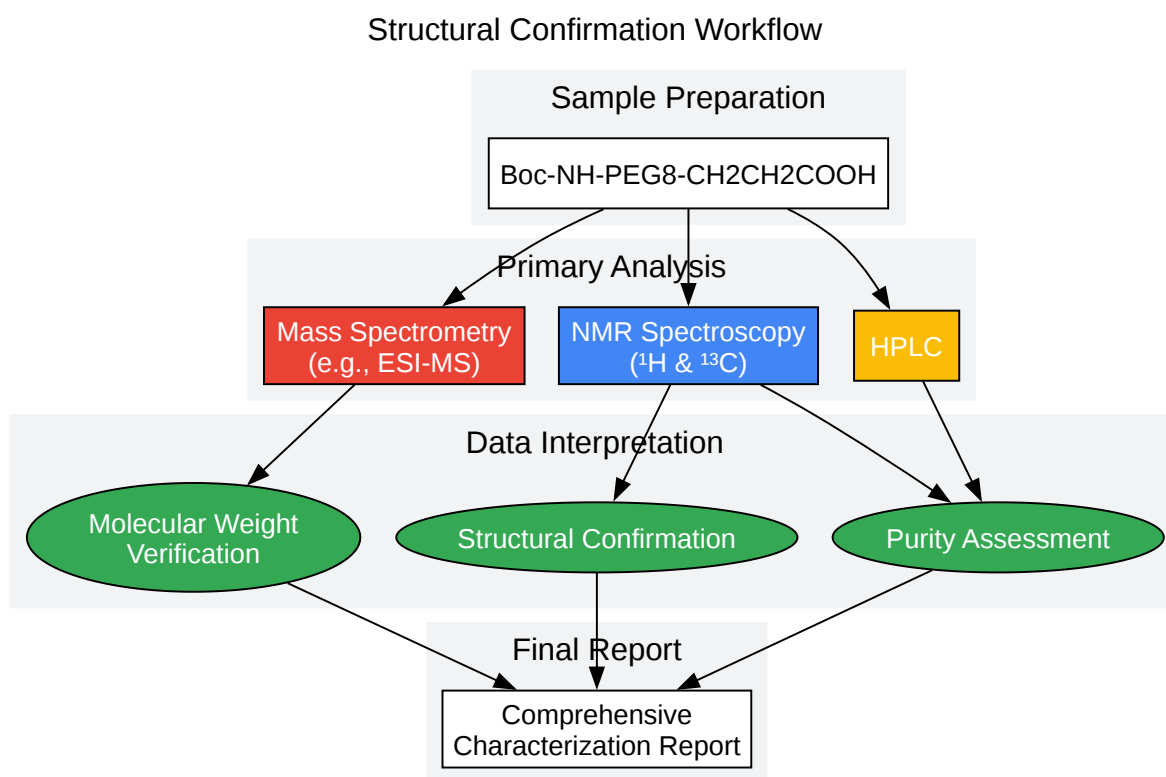 Structural Confirmation Workflow
Sample Preparation
Boc-NH-PEG8-CH2CH2COOH
Primary Analysis
Mass Spectrometry
(e.g., ESI-MS)
NMR Spectroscopy
(¹H & ¹³C)
HPLC
Data Interpretation
Molecular Weight
Verification
Structural Confirmation
Purity Assessment
Final Report
Comprehensive
Characterization Report